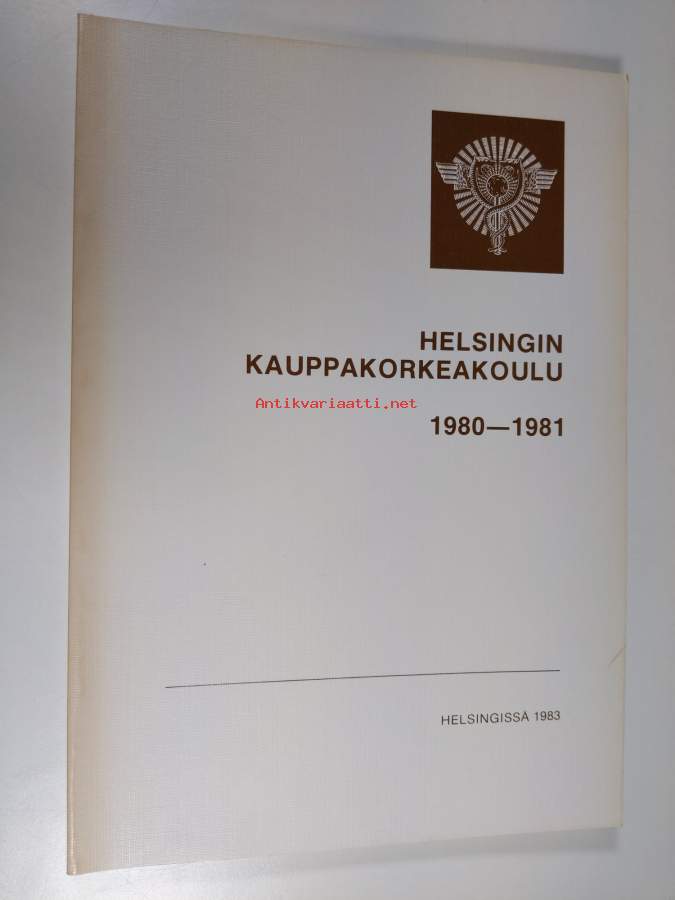 HELSINGIN
KAUPPAKORKEAKOULU
Antikvariaatti.net
1980—1981
HELSINGISSÄ 1983